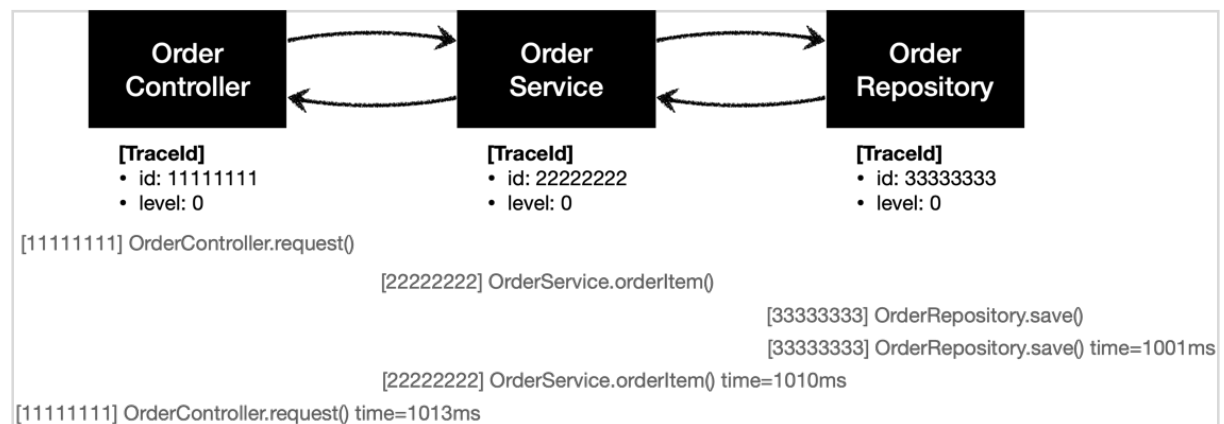 Order
Controller
Order
Service
Order
Repository
[TraceId]
• id: 11111111
• level: 0
[TraceId]
• id: 22222222
• level: 0
[TraceId]
• id: 33333333
• level: 0
[11111111] OrderController.request()
[22222222] OrderService.orderItem()
[33333333] OrderRepository.save()
[33333333] OrderRepository.save() time=1001ms
[22222222] OrderService.orderItem() time=1010ms
[11111111] OrderController.request() time=1013ms